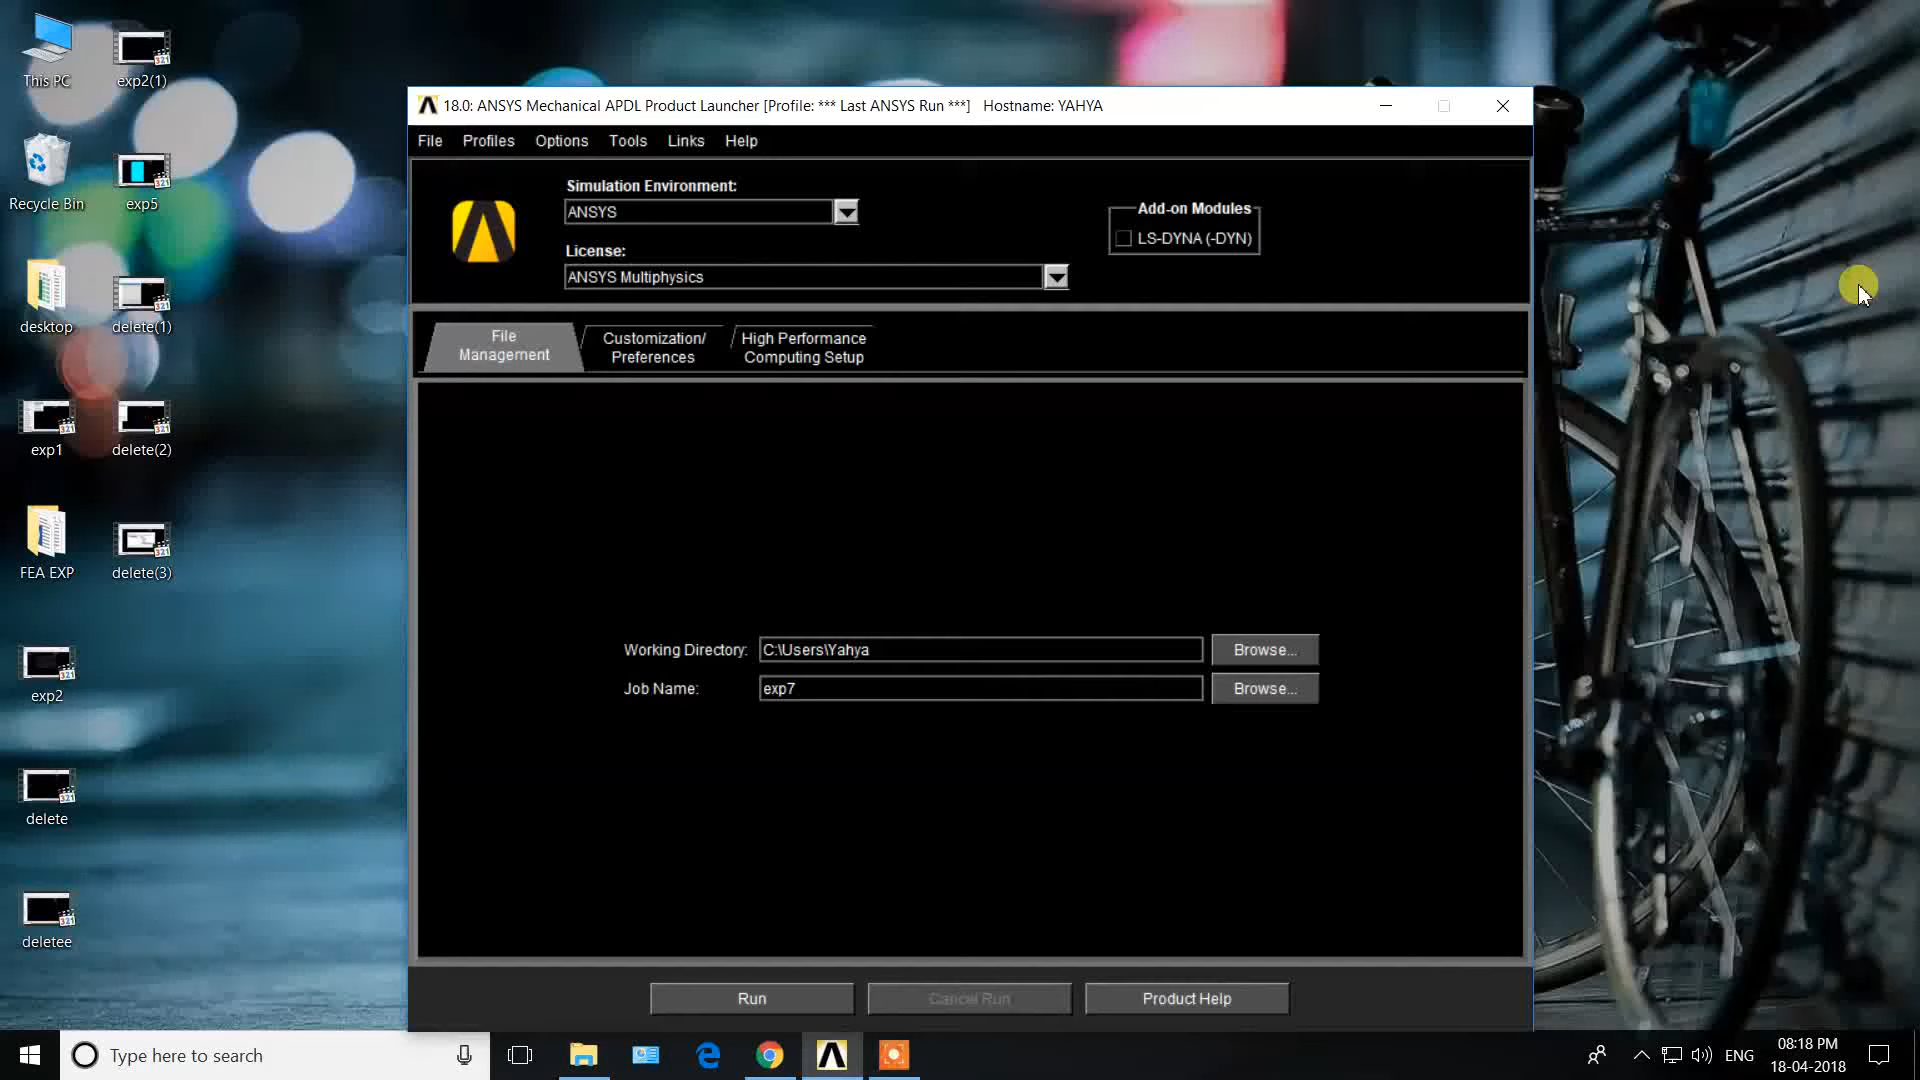 This PC
exp2(1)
Recycle Bin
exp5
desktop
delete(1)
exp1
delete(2)
FEA EXP
delete(3)
exp2
delete
deletee
18.0: ANSYS Mechanical APDL Product Launcher [Profile: *** Last ANSYS Run ***] Hostname: YAHYA
File Profiles Options Tools Links Help
Simulation Environment:
ANSYS
License:
ANSYS Multiphysics
Add-on Modules
LS-DYNA (-DYN)
File
Management
Customization/
Preferences
High Performance
Computing Setup
Working Directory: C:\Users\Yahya Browse...
Job Name: exp7 Browse...
Run Cancel Run Product Help
Type here to search
ENG
08:18 PM
18-04-2018